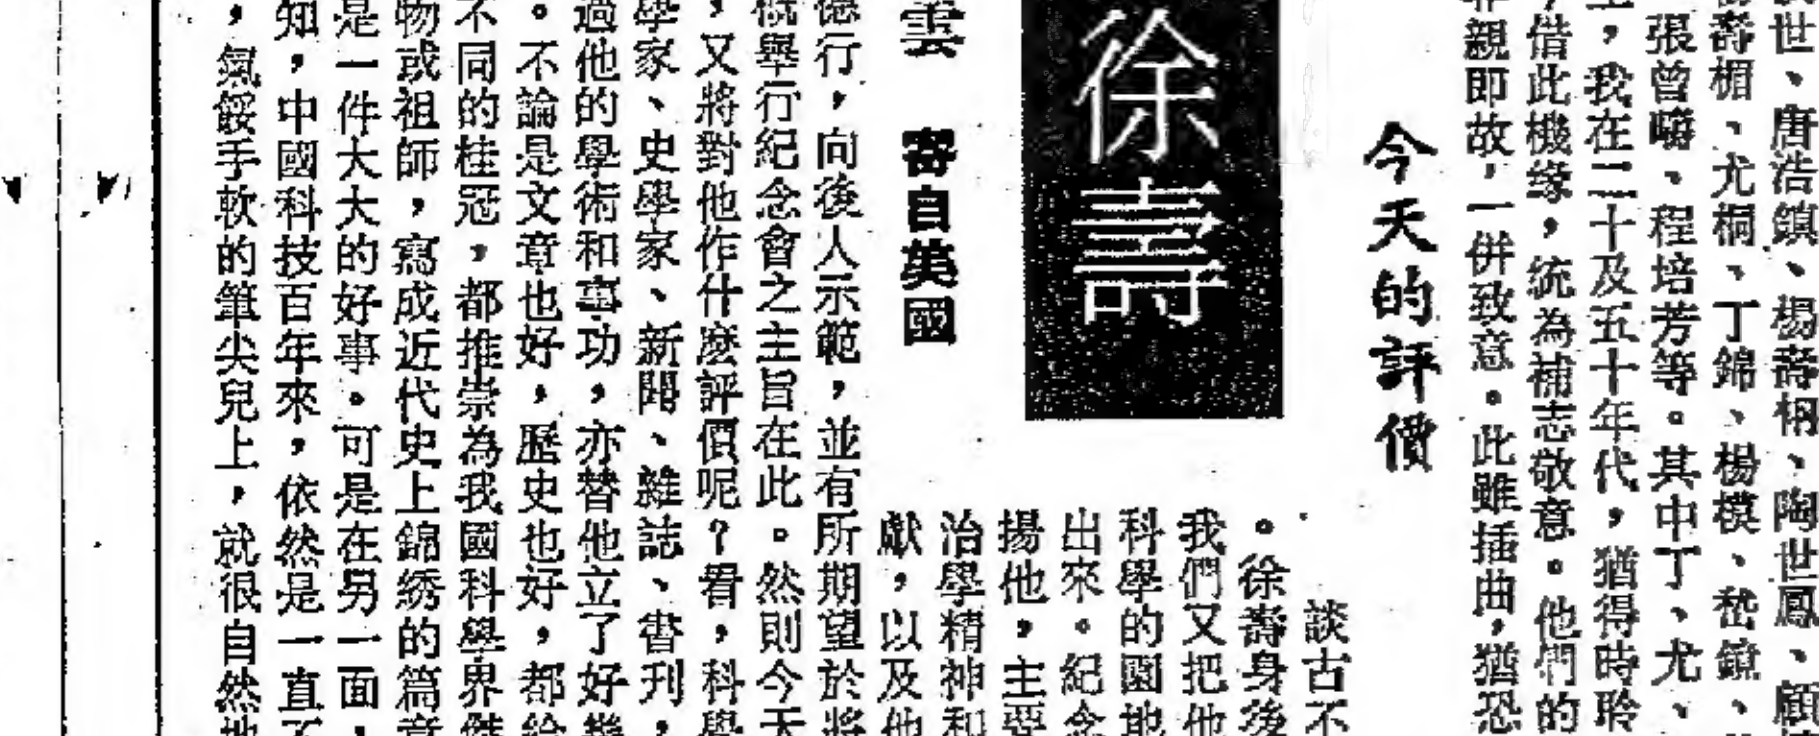 世、唐浩鎮、楊壽枬、陶世鳳、顧
壽楣、尤桐、丁錦、楊模、嵇鏡、
張曾疇、程培芳等。其中丁、尤、
，我在二十及五十年代，猶得時聆
借此機緣，統為補志敬意。他們的
親即故，一併致意。此雖插曲，猶恐
今天的評價
徐壽
談古不
。徐壽身後
我們又把他
科學的園地
出來。紀念
揚他，主要
治學精神和
獻，以及他
雲　寄自美國
德行，向後人示範，並有所期望於將
概舉行紀念會之主旨在此。然則今天
，又將對他作什麼評價呢？看，科學
學家、史學家、新聞、雜誌、書刊，
過他的學術和事功，亦替他立了好幾
。不論是文章也好，歷史也好，都給
不同的桂冠，都推崇為我國科學界傑
物或祖師，寫成近代史上錦綉的篇章
是一件大大的好事。可是在另一面，
知，中國科技百年來，依然是一直不
，氣餒手軟的筆尖兒上，就很自然地